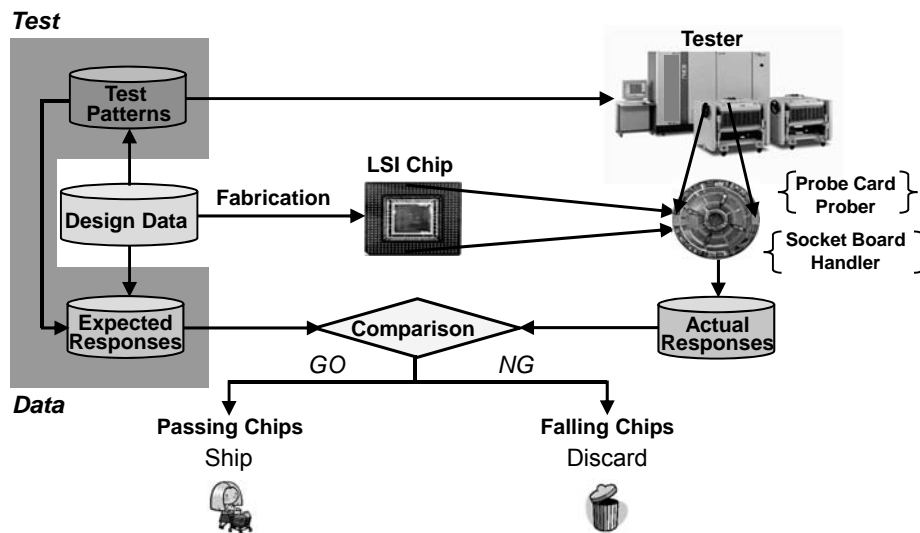 Test
Tester
Test
Patterns
LSI Chip
Probe Card
Prober
Fabrication
Design Data
Socket Board
Handler
Expected
Responses
Comparison
Actual
Responses
GO
NG
Data
Passing Chips
Falling Chips
Ship
Discard